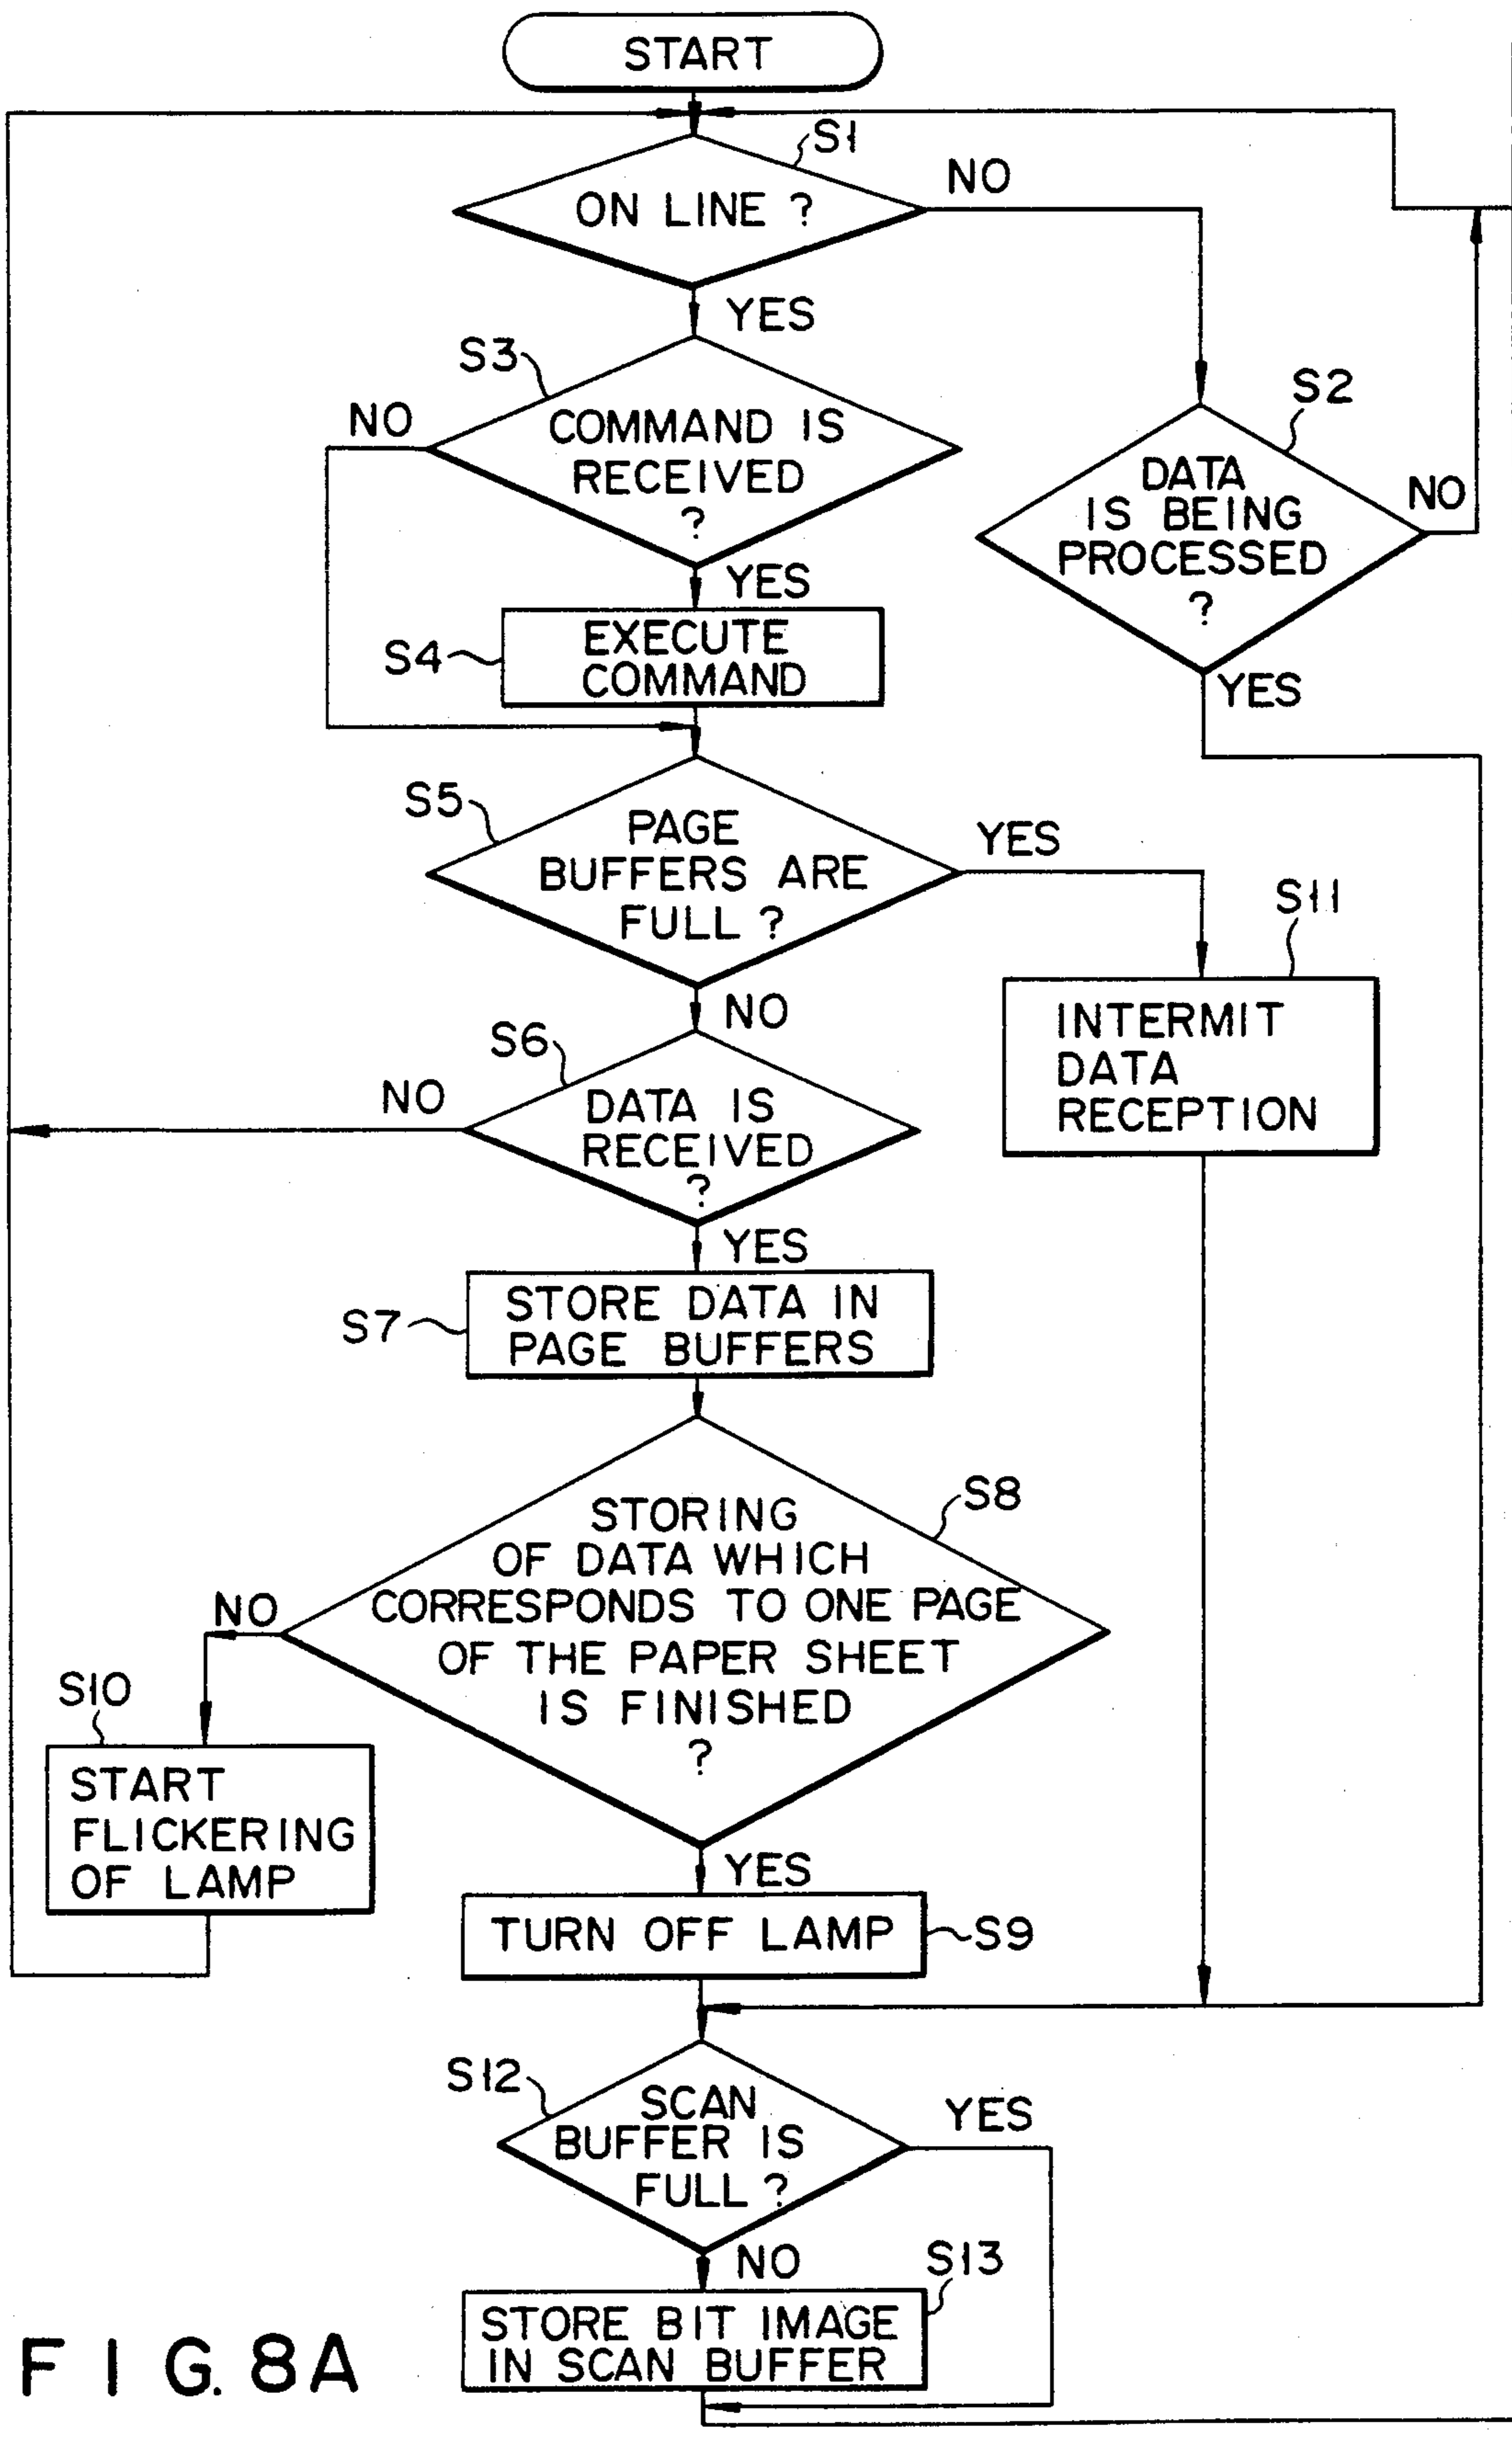 START
S1
ON LINE ?
NO
YES
S3
NO
COMMAND IS
RECEIVED
?
YES
S2
DATA
IS BEING
PROCESSED
?
NO
YES
S4
EXECUTE
COMMAND
S5
PAGE
BUFFERS ARE
FULL ?
YES
NO
S11
INTERMIT
DATA
RECEPTION
S6
NO
DATA IS
RECEIVED
?
YES
S7
STORE DATA IN
PAGE BUFFERS
S8
STORING
OF DATA WHICH
CORRESPONDS TO ONE PAGE
OF THE PAPER SHEET
IS FINISHED
?
NO
YES
S10
START
FLICKERING
OF LAMP
TURN OFF LAMP
S9
S12
SCAN
BUFFER IS
FULL ?
YES
NO
S13
STORE BIT IMAGE
IN SCAN BUFFER
FIG. 8A